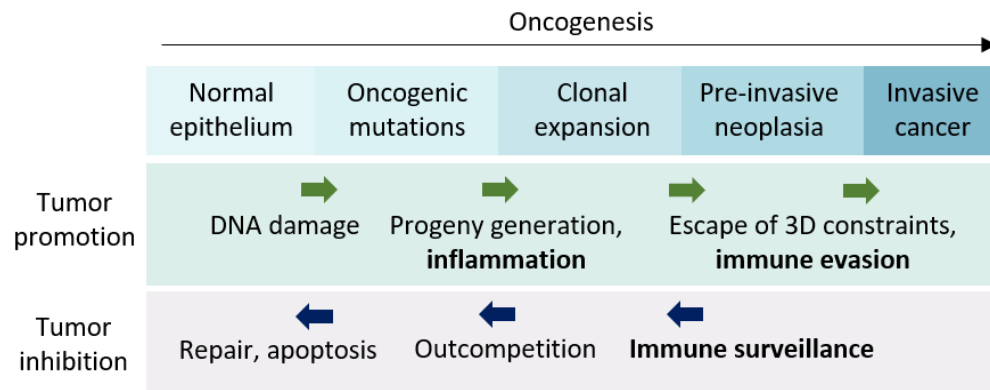 Oncogenesis
Normal
epithelium
Oncogenic
mutations
Clonal
expansion
Pre-invasive
neoplasia
Invasive
cancer
Tumor
promotion
DNA damage
Progeny generation,
inflammation
Escape of 3D constraints,
immune evasion
Tumor
inhibition
Repair, apoptosis
Outcompetition
Immune surveillance